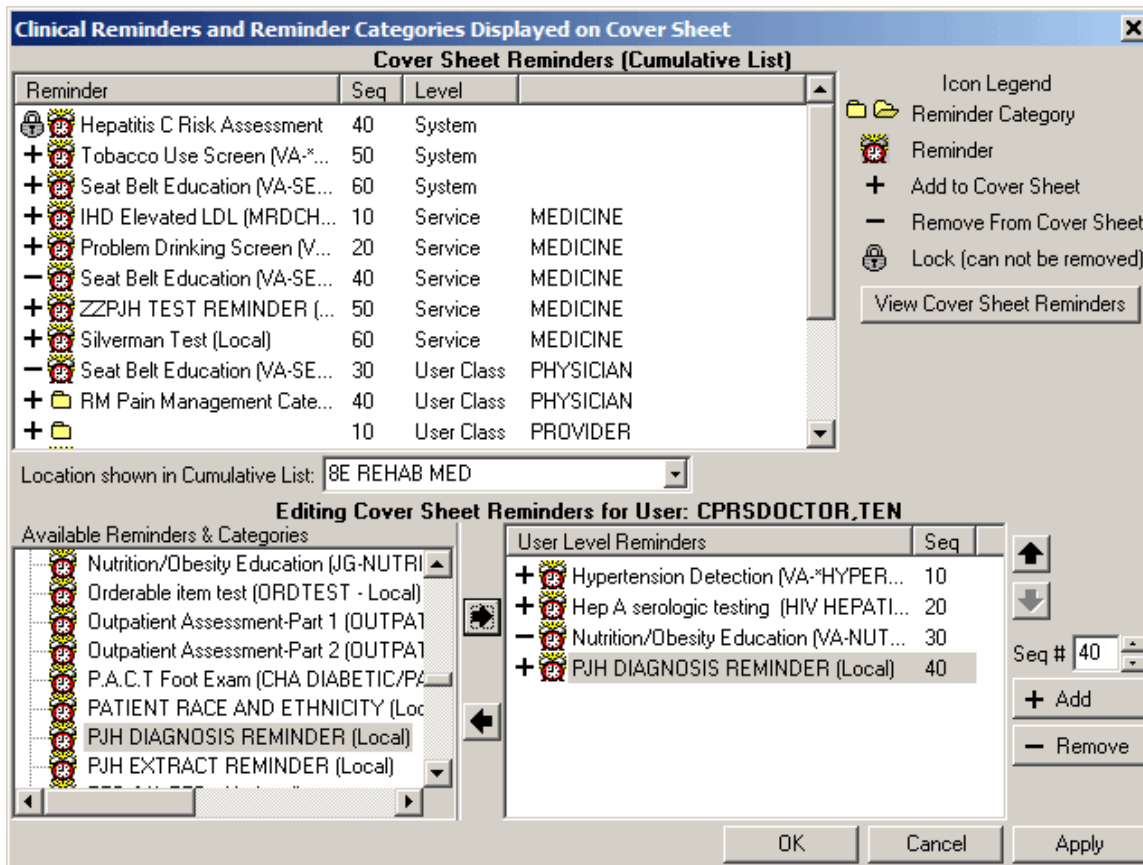 Clinical Reminders and Reminder Categories Displayed on Cover Sheet
Cover Sheet Reminders (Cumulative List)
Reminder Seq Level
Hepatitis C Risk Assessment 40 System
Tobacco Use Screen (VA-*... 50 System
Seat Belt Education (VA-SE... 60 System
IHD Elevated LDL (MRDCH... 10 Service MEDICINE
Problem Drinking Screen (V... 20 Service MEDICINE
Seat Belt Education (VA-SE... 40 Service MEDICINE
ZZPJH TEST REMINDER (... 50 Service MEDICINE
Silverman Test (Local) 60 Service MEDICINE
Seat Belt Education (VA-SE... 30 User Class PHYSICIAN
RM Pain Management Cate... 40 User Class PHYSICIAN
10 User Class PROVIDER
Icon Legend
Reminder Category
Reminder
Add to Cover Sheet
Remove From Cover Sheet
Lock (can not be removed)
View Cover Sheet Reminders
Location shown in Cumulative List: 8E REHAB MED
Editing Cover Sheet Reminders for User: CPRSDOCTOR,TEN
Available Reminders & Categories
Nutrition/Obesity Education (JG-NUTRI
Orderable item test (ORDTEST - Local)
Outpatient Assessment-Part 1 (OUTPAT
Outpatient Assessment-Part 2 (OUTPAT
P.A.C.T Foot Exam (CHA DIABETIC/PA
PATIENT RACE AND ETHNICITY (Loc
PJH DIAGNOSIS REMINDER (Local)
PJH EXTRACT REMINDER (Local)
User Level Reminders Seq
Hypertension Detection (VA-*HYPER... 10
Hep A serologic testing (HIV HEPATI... 20
Nutrition/Obesity Education (VA-NUT... 30
PJH DIAGNOSIS REMINDER (Local) 40
Seq # 40
+ Add
− Remove
OK Cancel Apply